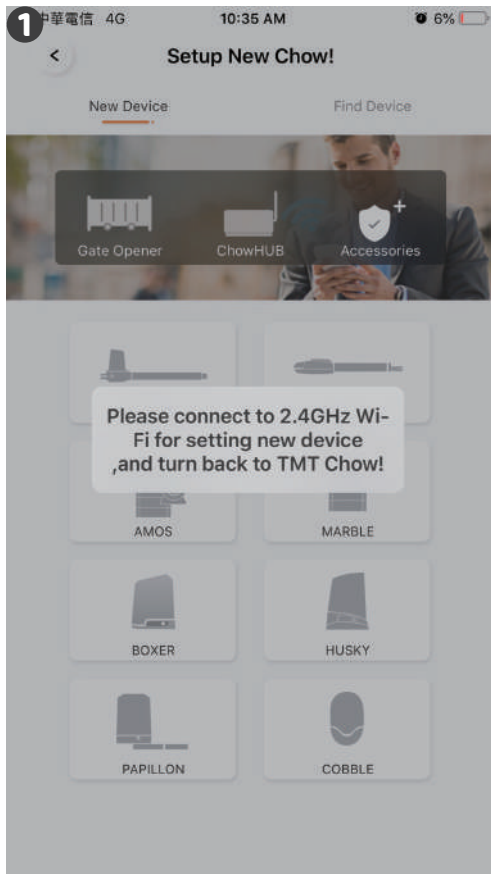 1
中華電信 4G 10:35 AM 6%
Setup New Chow!
New Device Find Device
Gate Opener ChowHUB Accessories
Please connect to 2.4GHz Wi-
Fi for setting new device
,and turn back to TMT Chow!
AMOS MARBLE
BOXER HUSKY
PAPILLON COBBLE